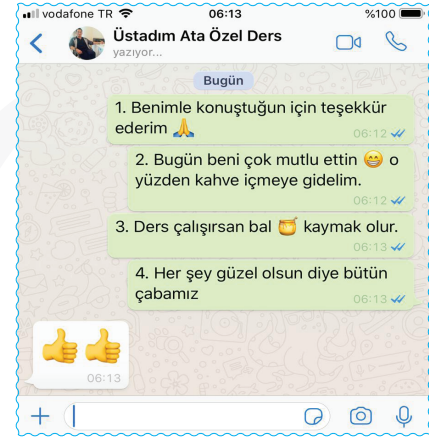 vodafone TR 06:13 %100
Üstadım Ata Özel Ders
yazıyor...
Bugün
1. Benimle konuştuğun için teşekkür
ederim 🙏
06:12
2. Bugün beni çok mutlu ettin 😁 o
yüzden kahve içmeye gidelim.
06:12
3. Ders çalışırsan bal 🍯 kaymak olur.
06:13
4. Her şey güzel olsun diye bütün
çabamız
06:13
👍👍
06:13